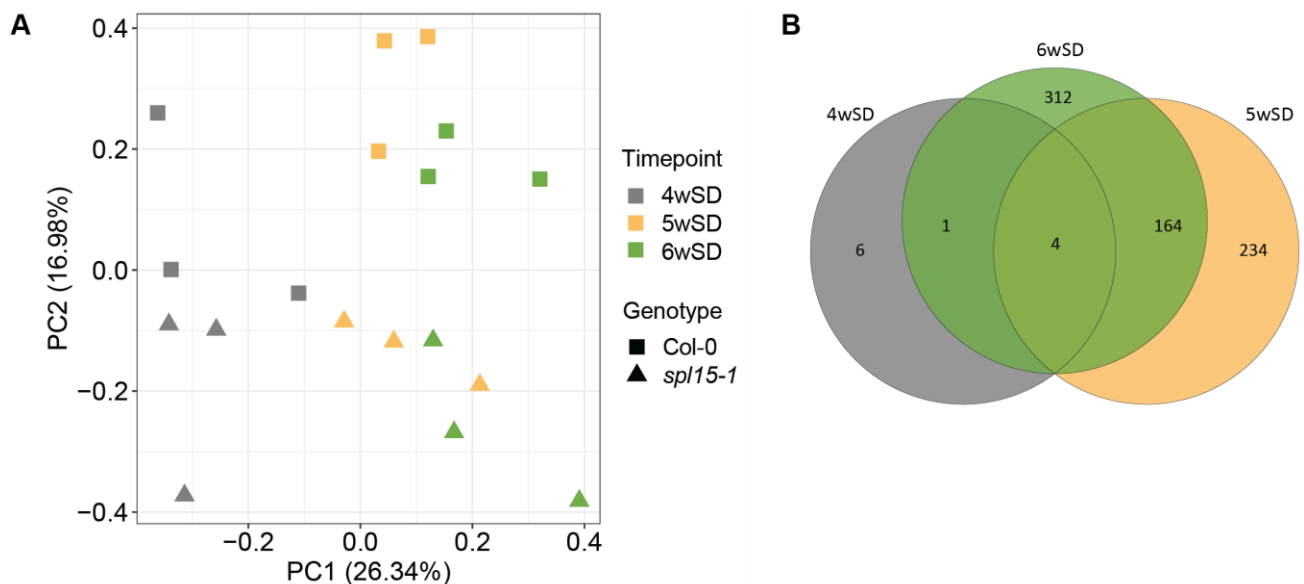 A
0.4
0.2
0.0
−0.2
−0.4
PC2 (16.98%)
−0.2
0.0
0.2
0.4
PC1 (26.34%)
Timepoint
4wSD
5wSD
6wSD
Genotype
Col-0
spl15-1
B
6wSD
4wSD
5wSD
312
6
1
4
164
234